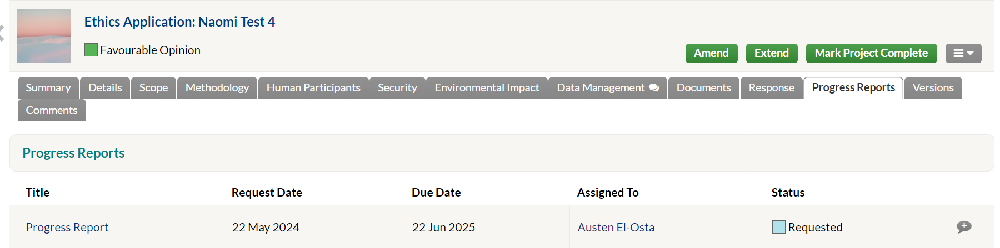 Ethics Application: Naomi Test 4
Favourable Opinion
Amend Extend Mark Project Complete
Summary Details Scope Methodology Human Participants Security Environmental Impact Data Management Documents Response Progress Reports Versions
Comments
Progress Reports
Title Request Date Due Date Assigned To Status
Progress Report 22 May 2024 22 Jun 2025 Austen El-Osta Requested